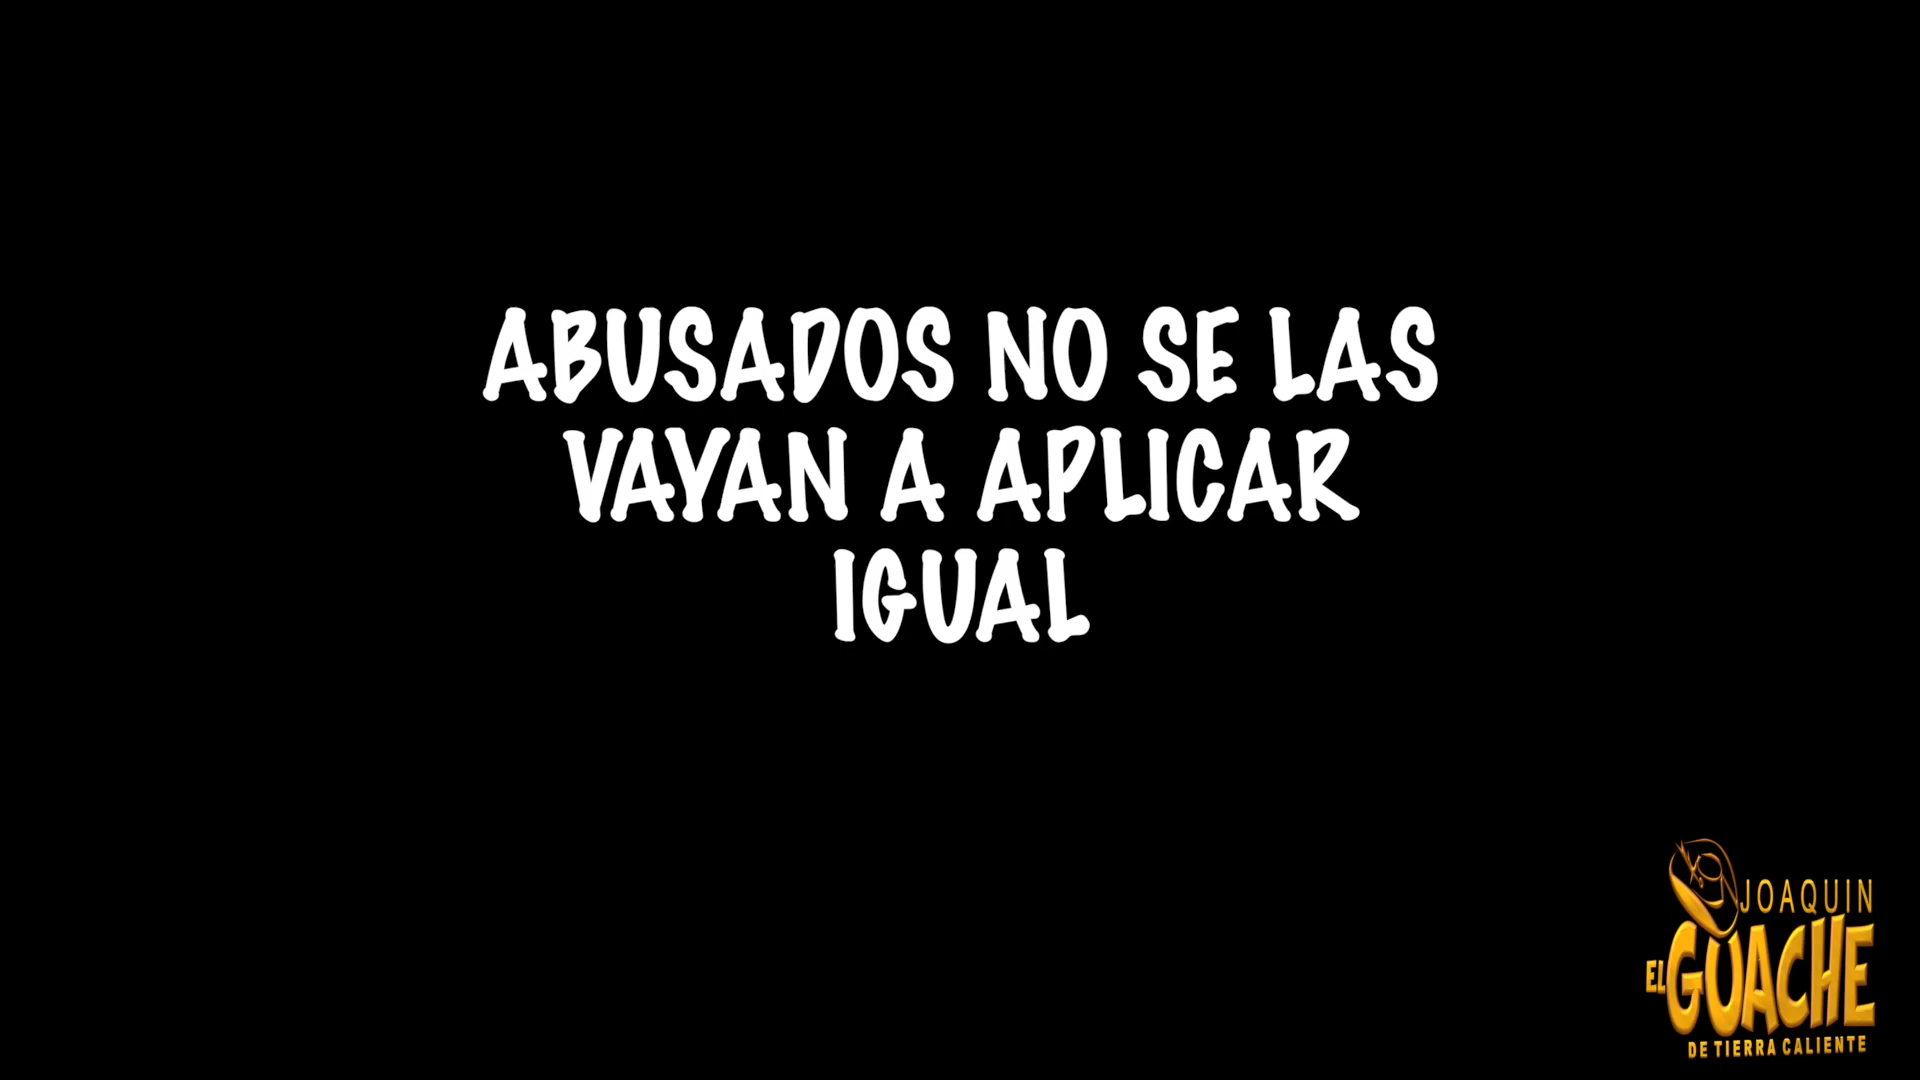 ABUSADOS NO SE LAS
VAYAN A APLICAR
IGUAL
JOAQUIN
EL GUACHE
DE TIERRA CALIENTE